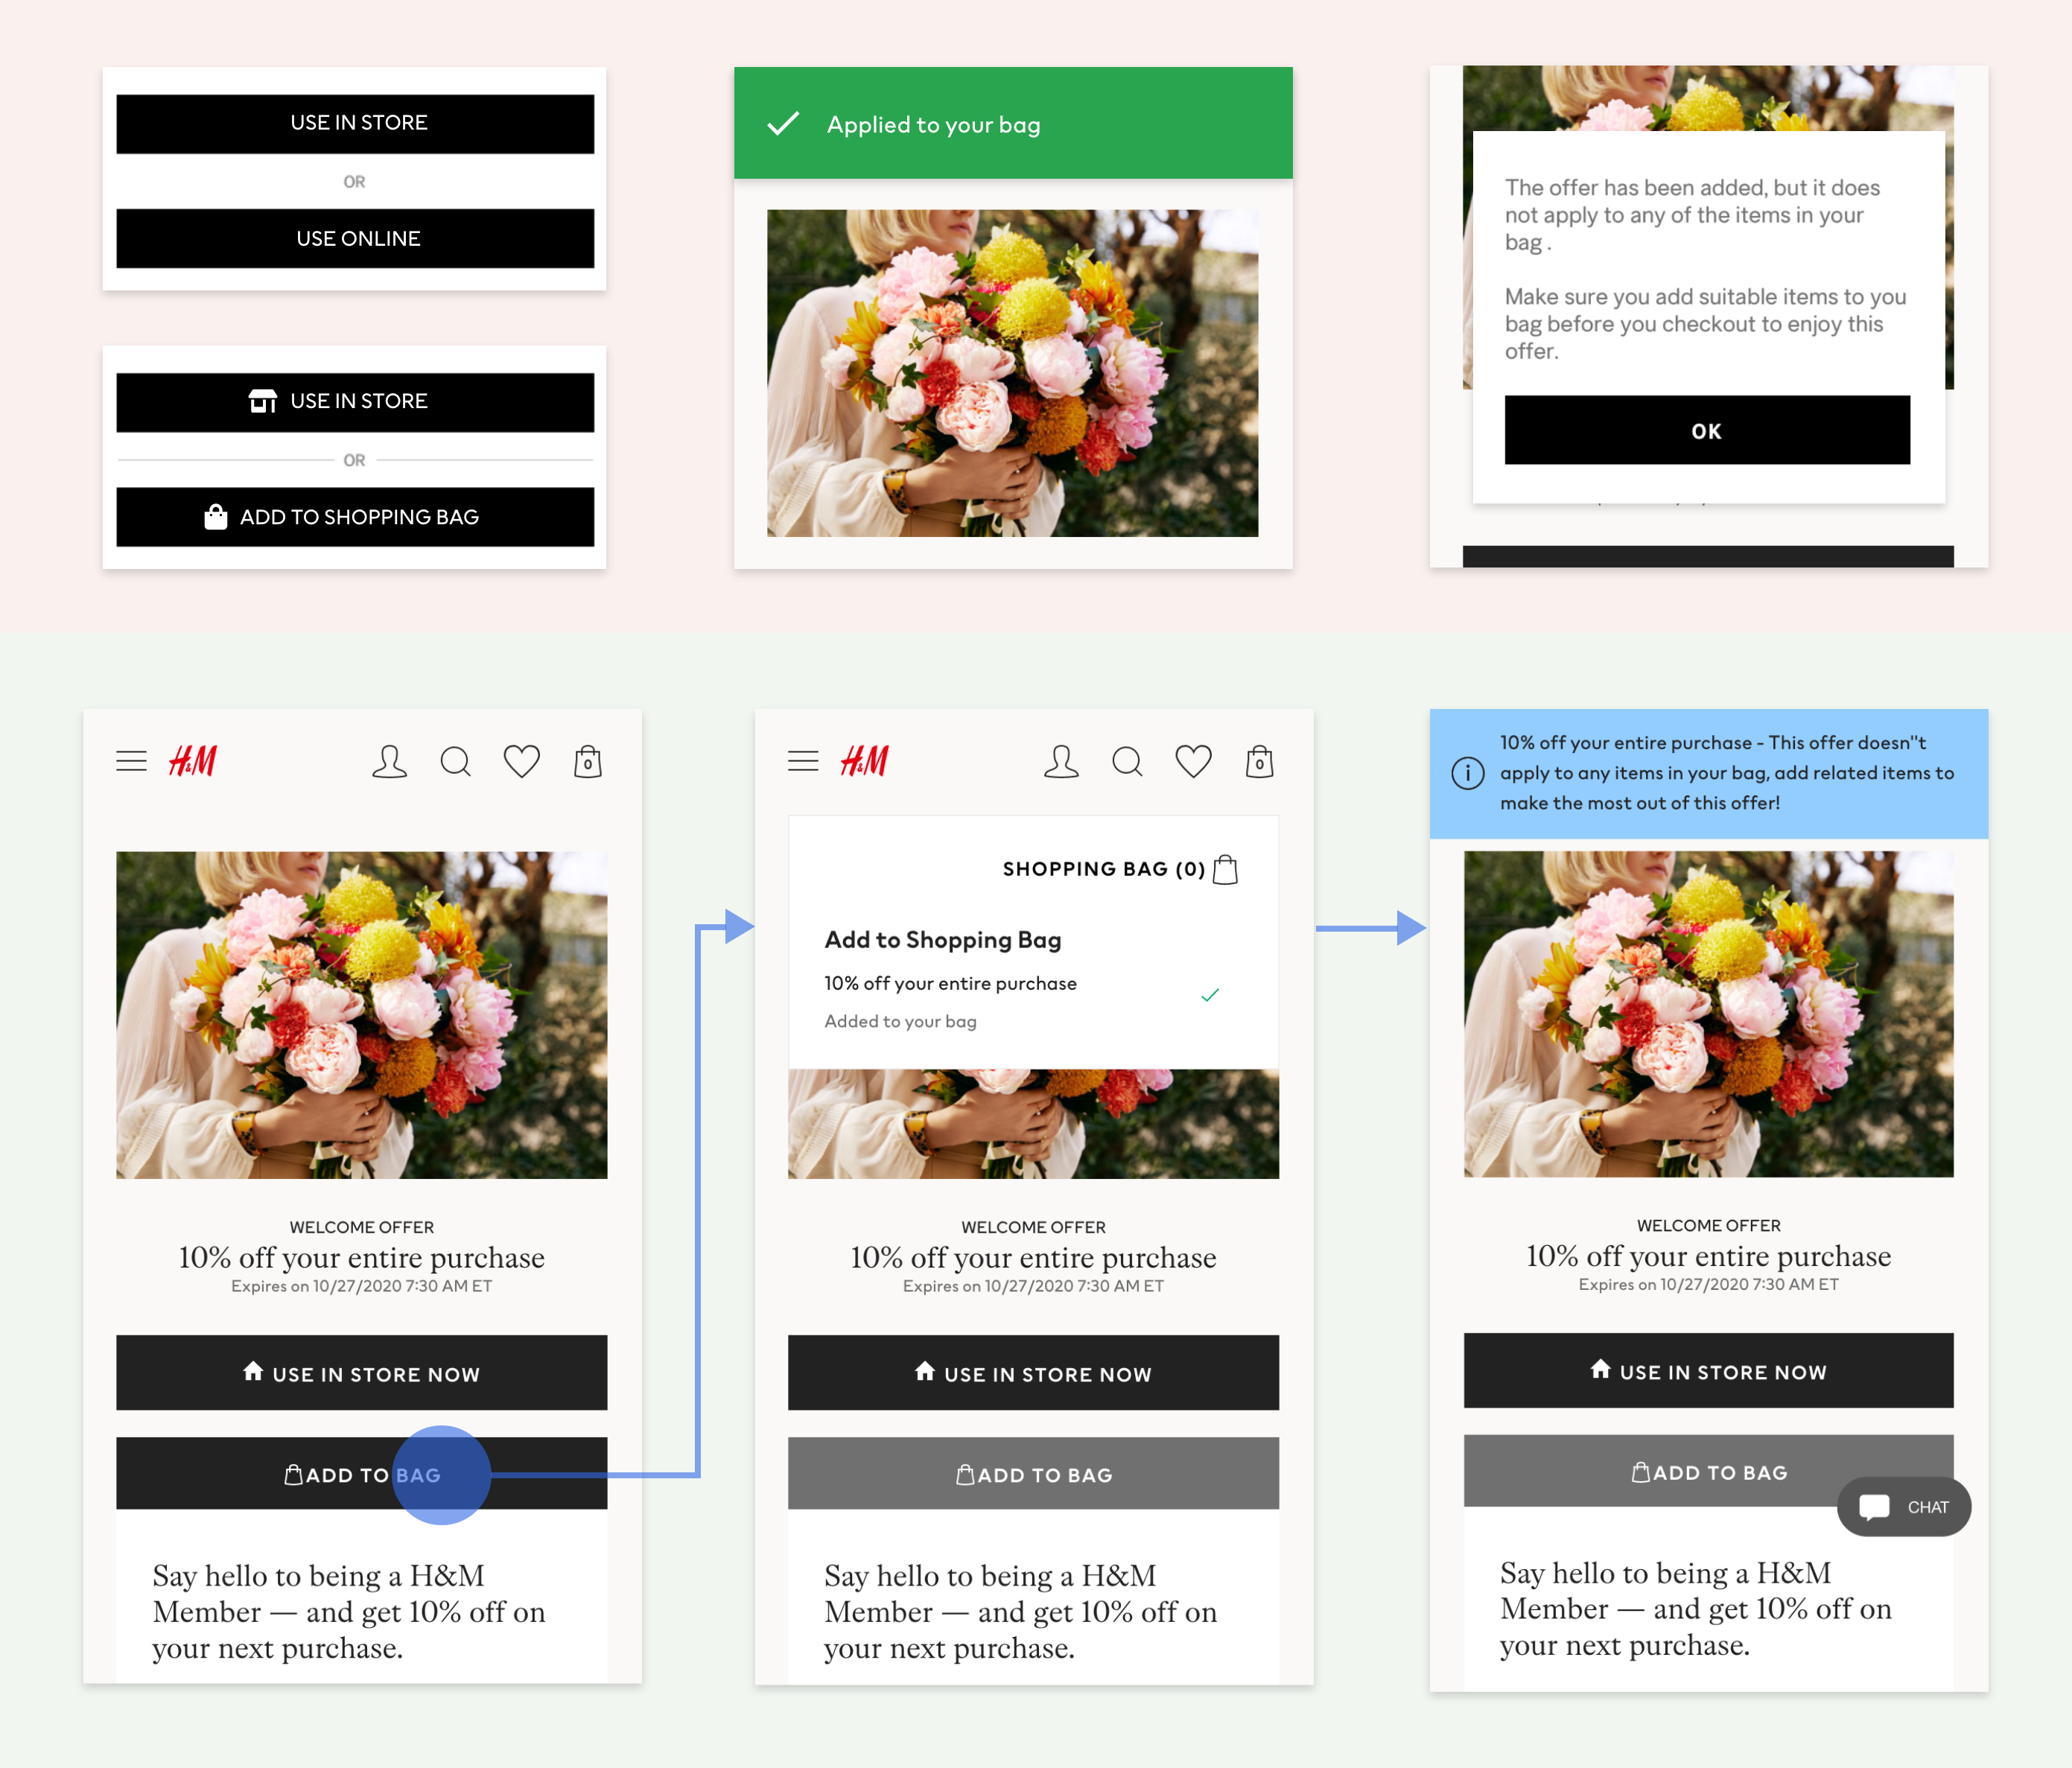 USE IN STORE
OR
USE ONLINE
USE IN STORE
OR
ADD TO SHOPPING BAG
Applied to your bag
The offer has been added, but it does
not apply to any of the items in your
bag .
Make sure you add suitable items to you
bag before you checkout to enjoy this
offer.
OK
H&M
0
WELCOME OFFER
10% off your entire purchase
Expires on 10/27/2020 7:30 AM ET
USE IN STORE NOW
ADD TO BAG
Say hello to being a H&M
Member — and get 10% off on
your next purchase.
H&M
0
SHOPPING BAG (0)
Add to Shopping Bag
10% off your entire purchase
Added to your bag
WELCOME OFFER
10% off your entire purchase
Expires on 10/27/2020 7:30 AM ET
USE IN STORE NOW
ADD TO BAG
Say hello to being a H&M
Member — and get 10% off on
your next purchase.
10% off your entire purchase - This offer doesn''t
apply to any items in your bag, add related items to
make the most out of this offer!
WELCOME OFFER
10% off your entire purchase
Expires on 10/27/2020 7:30 AM ET
USE IN STORE NOW
ADD TO BAG
CHAT
Say hello to being a H&M
Member — and get 10% off on
your next purchase.